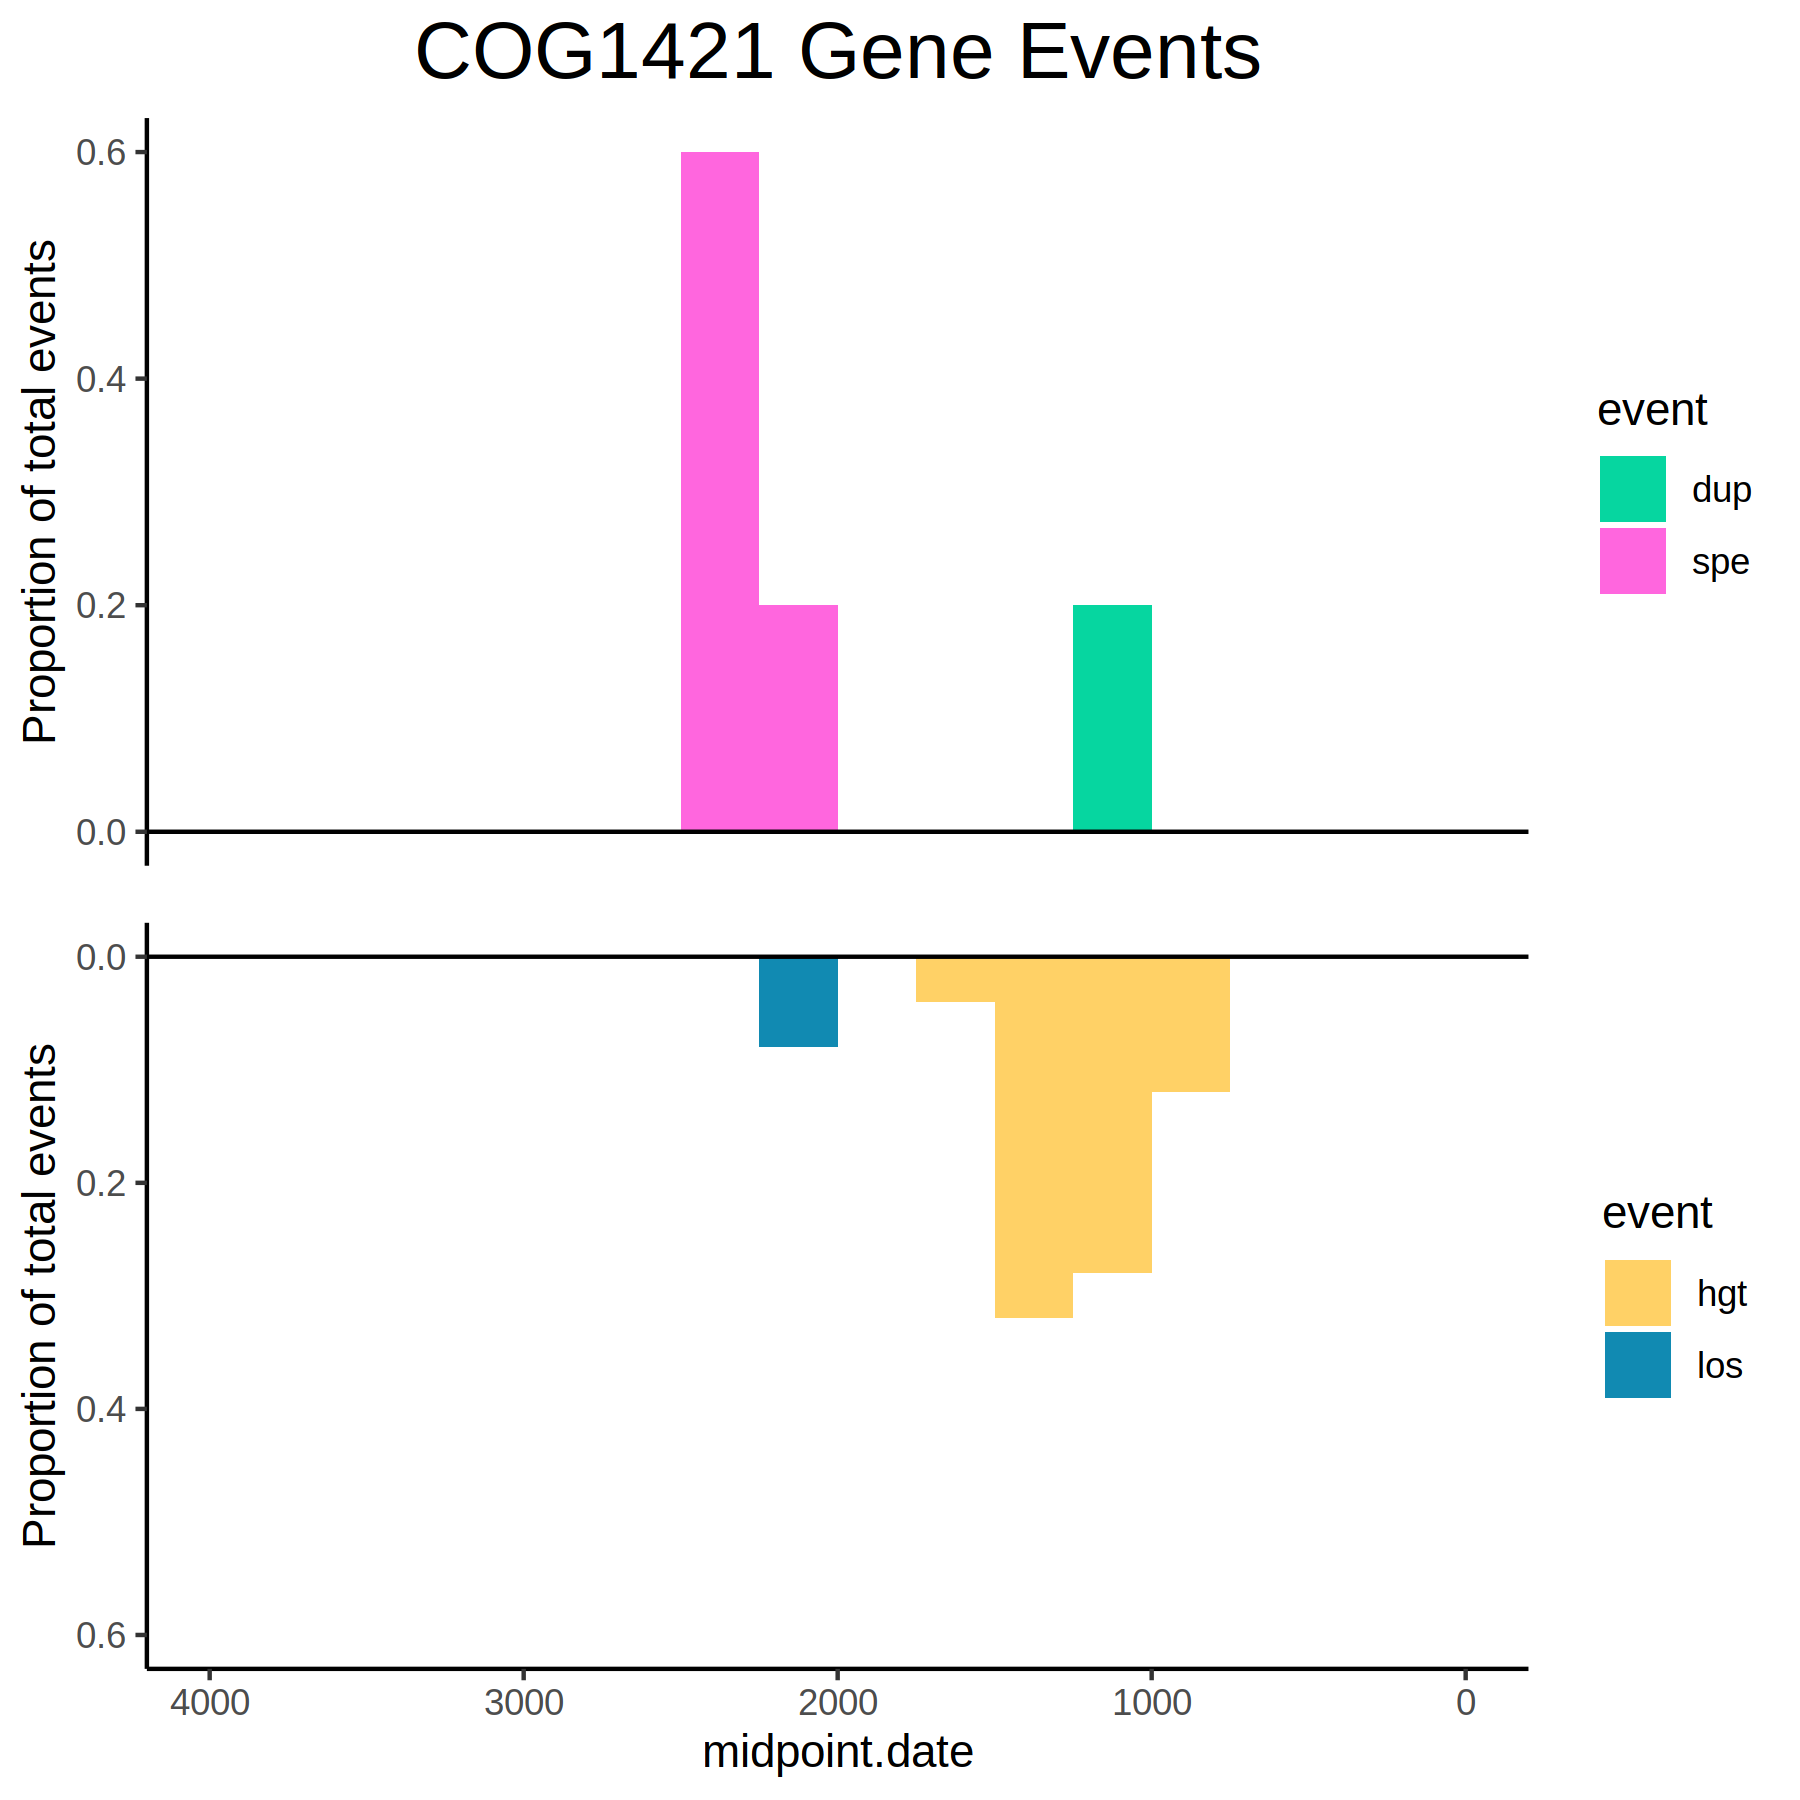 COG1421 Gene Events
Proportion of total events
0.6
0.4
0.2
0.0
event
dup
spe
Proportion of total events
0.0
0.2
0.4
0.6
event
hgt
los
4000 3000 2000 1000 0
midpoint.date